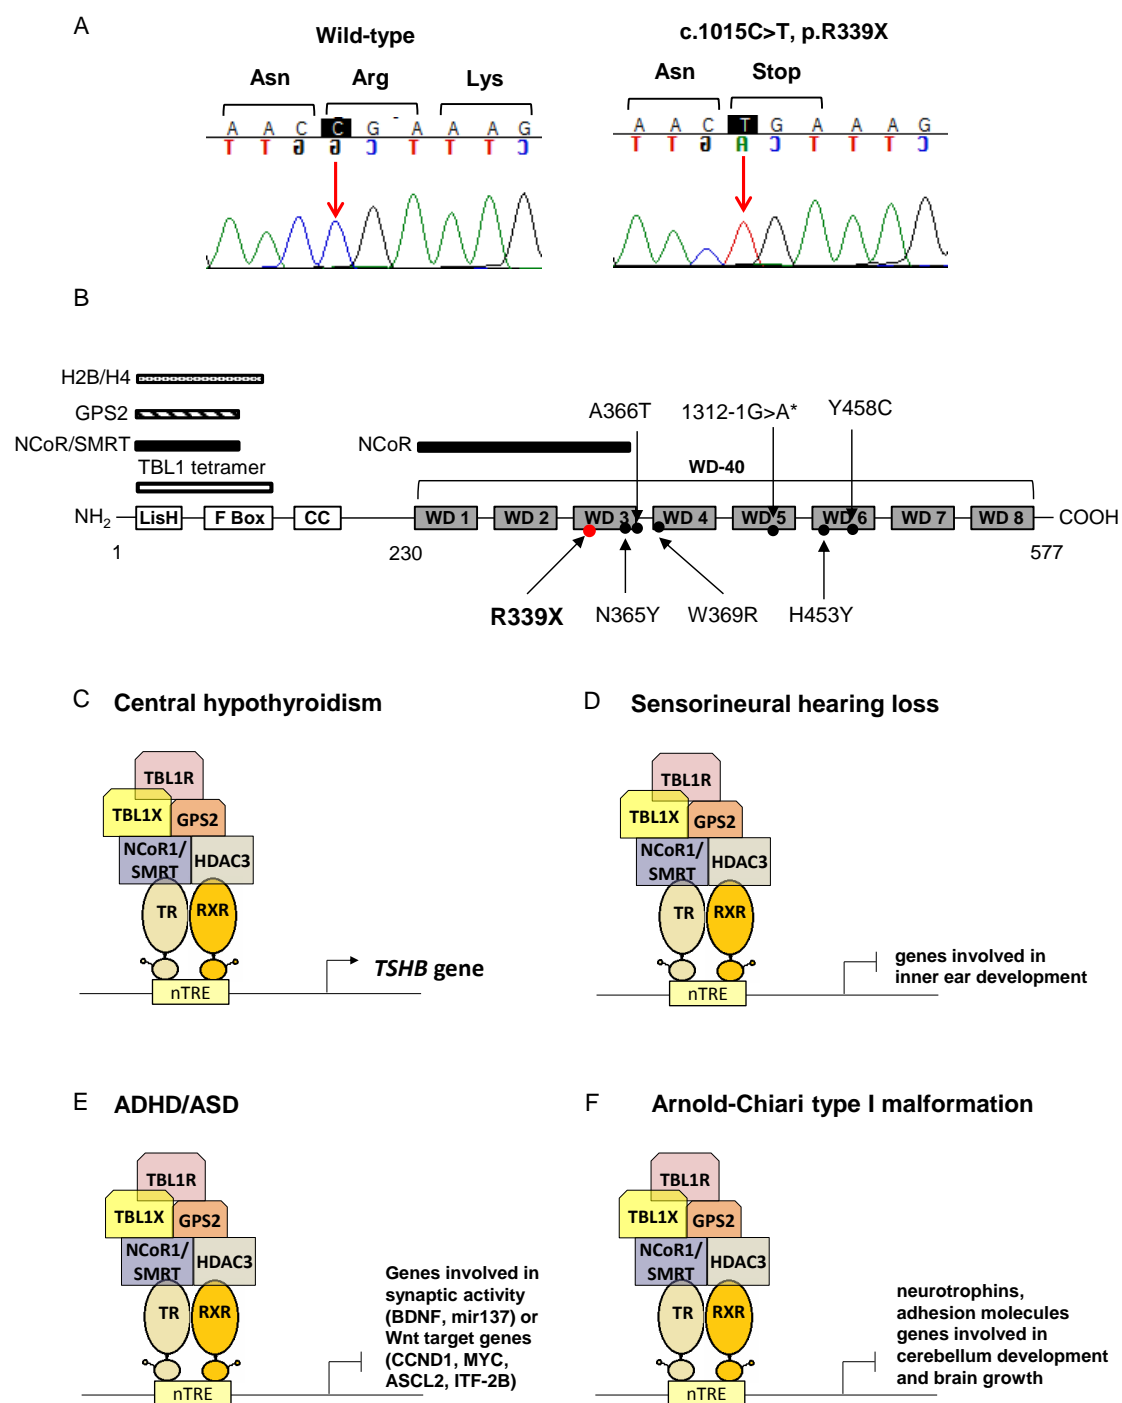 A
Wild-type
c.1015C>T, p.R339X
Asn Arg Lys
Asn Stop
A A C C G A A A G
T T G G C T T T C
A A C T G A A A G
T T G A C T T T C
B
H2B/H4
GPS2
NCoR/SMRT
TBL1 tetramer
NCoR
A366T
1312-1G>A*
Y458C
WD-40
NH2
LisH
F Box
CC
WD 1
WD 2
WD 3
WD 4
WD 5
WD 6
WD 7
WD 8
COOH
1
230
577
R339X
N365Y
W369R
H453Y
C Central hypothyroidism
TBL1R
TBL1X
GPS2
NCoR1/
SMRT
HDAC3
TR
RXR
nTRE
TSHB gene
D Sensorineural hearing loss
TBL1R
TBL1X
GPS2
NCoR1/
SMRT
HDAC3
TR
RXR
nTRE
genes involved in
inner ear development
E ADHD/ASD
TBL1R
TBL1X
GPS2
NCoR1/
SMRT
HDAC3
TR
RXR
nTRE
Genes involved in
synaptic activity
(BDNF, mir137) or
Wnt target genes
(CCND1, MYC,
ASCL2, ITF-2B)
F Arnold-Chiari type I malformation
TBL1R
TBL1X
GPS2
NCoR1/
SMRT
HDAC3
TR
RXR
nTRE
neurotrophins,
adhesion molecules
genes involved in
cerebellum development
and brain growth